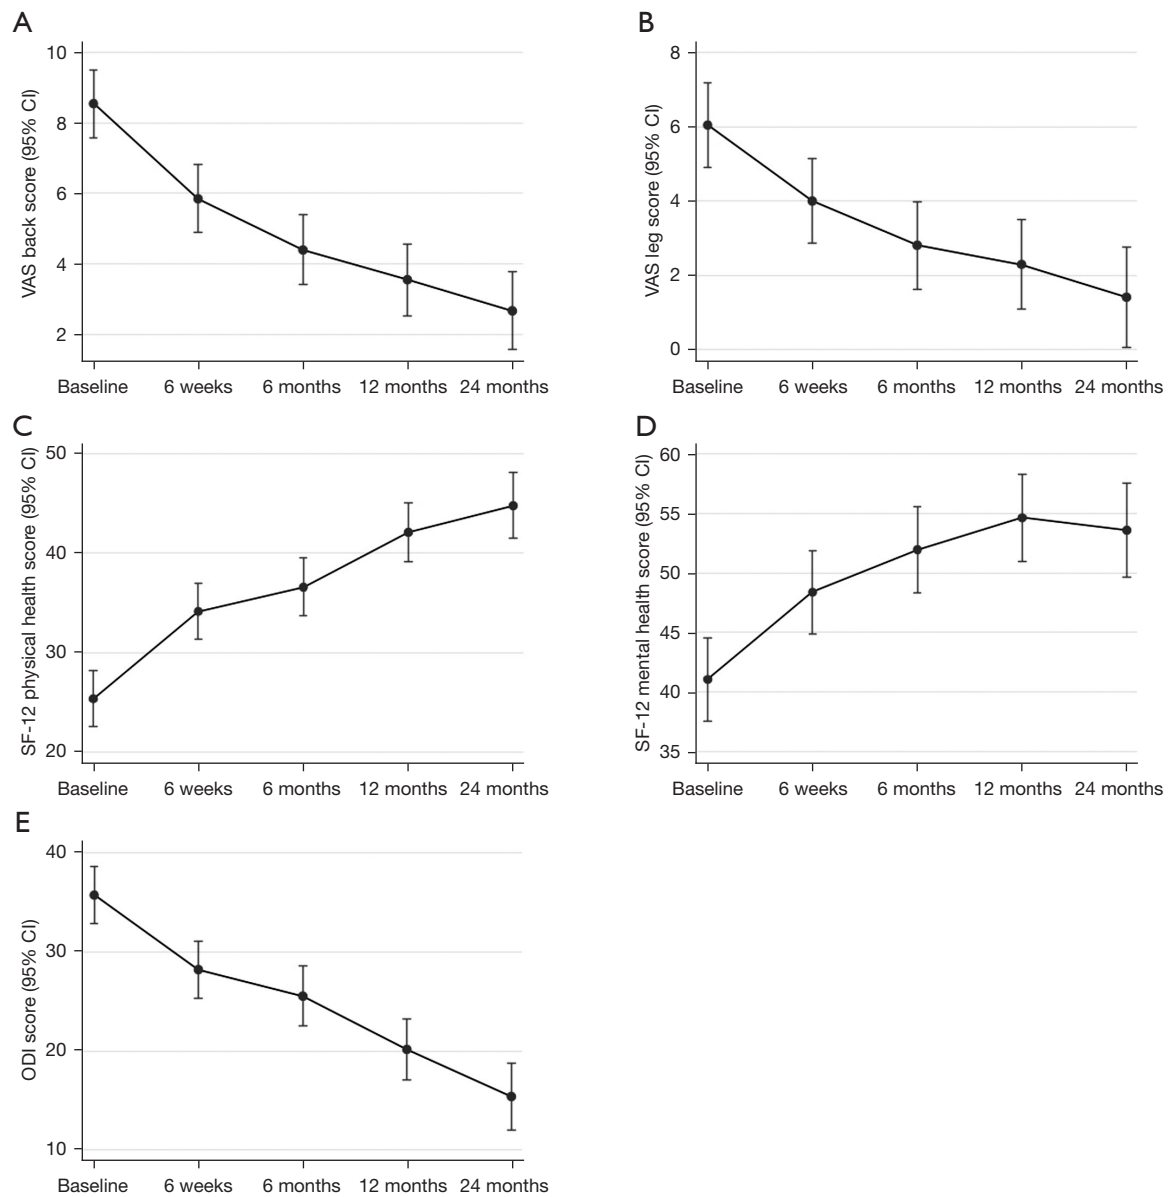 A
VAS back score (95% CI)
10
8
6
4
2
Baseline 6 weeks 6 months 12 months 24 months
B
VAS leg score (95% CI)
8
6
4
2
0
Baseline 6 weeks 6 months 12 months 24 months
C
SF-12 physical health score (95% CI)
50
40
30
20
Baseline 6 weeks 6 months 12 months 24 months
D
SF-12 mental health score (95% CI)
60
55
50
45
40
35
Baseline 6 weeks 6 months 12 months 24 months
E
ODI score (95% CI)
40
30
20
10
Baseline 6 weeks 6 months 12 months 24 months